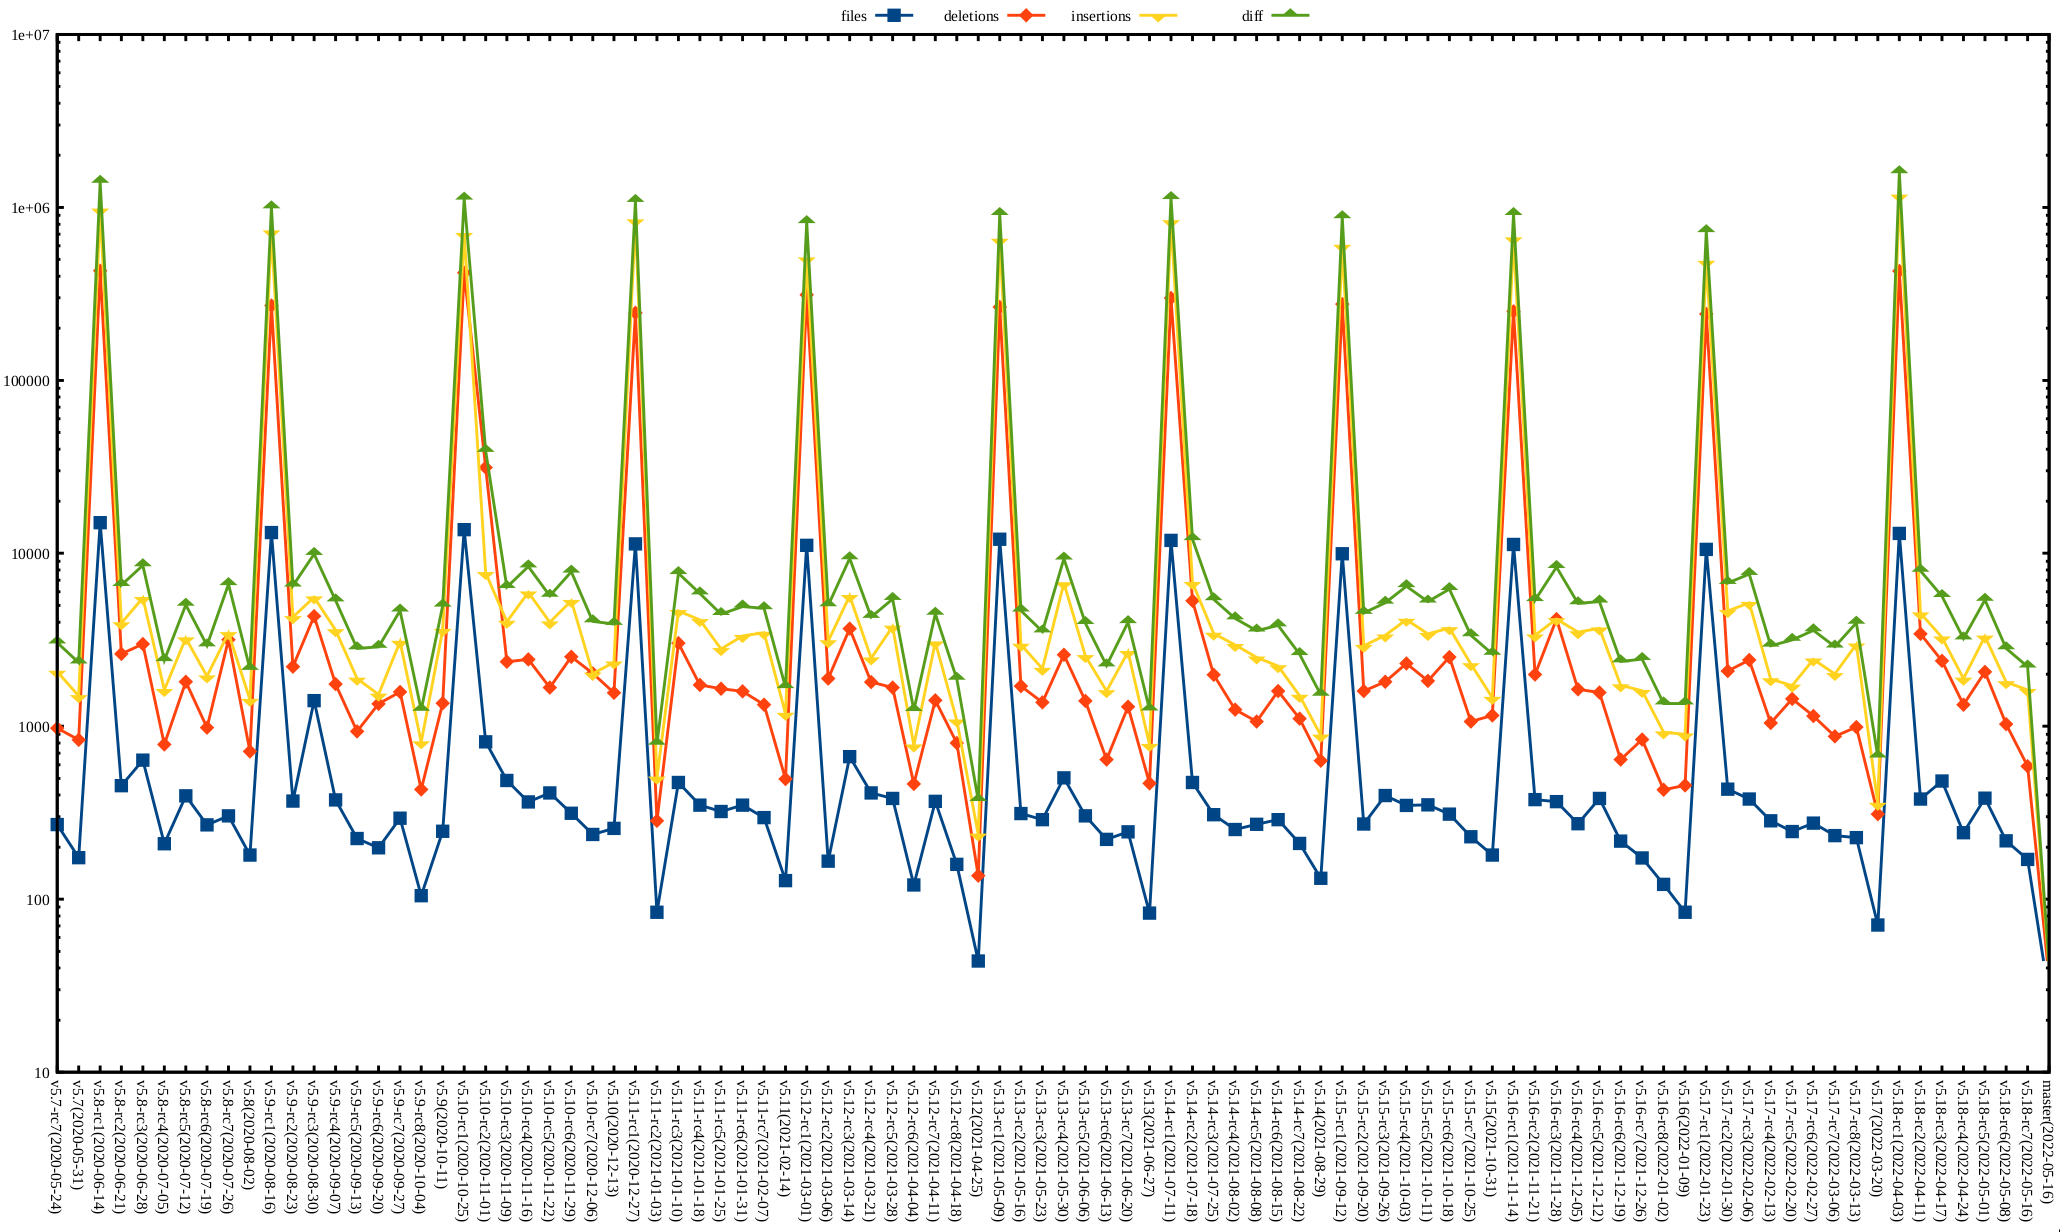 files deletions insertions diff
1e+07
1e+06
100000
10000
1000
100
10
v5.7-rc7(2020-05-24)
v5.7(2020-05-31)
v5.8-rc1(2020-06-14)
v5.8-rc2(2020-06-21)
v5.8-rc3(2020-06-28)
v5.8-rc4(2020-07-05)
v5.8-rc5(2020-07-12)
v5.8-rc6(2020-07-19)
v5.8-rc7(2020-07-26)
v5.8(2020-08-02)
v5.9-rc1(2020-08-16)
v5.9-rc2(2020-08-23)
v5.9-rc3(2020-08-30)
v5.9-rc4(2020-09-07)
v5.9-rc5(2020-09-13)
v5.9-rc6(2020-09-20)
v5.9-rc7(2020-09-27)
v5.9-rc8(2020-10-04)
v5.9(2020-10-11)
v5.10-rc1(2020-10-25)
v5.10-rc2(2020-11-01)
v5.10-rc3(2020-11-09)
v5.10-rc4(2020-11-16)
v5.10-rc5(2020-11-22)
v5.10-rc6(2020-11-29)
v5.10-rc7(2020-12-06)
v5.10(2020-12-13)
v5.11-rc1(2020-12-27)
v5.11-rc2(2021-01-03)
v5.11-rc3(2021-01-10)
v5.11-rc4(2021-01-18)
v5.11-rc5(2021-01-25)
v5.11-rc6(2021-01-31)
v5.11-rc7(2021-02-07)
v5.11(2021-02-14)
v5.12-rc1(2021-03-01)
v5.12-rc2(2021-03-06)
v5.12-rc3(2021-03-14)
v5.12-rc4(2021-03-21)
v5.12-rc5(2021-03-28)
v5.12-rc6(2021-04-04)
v5.12-rc7(2021-04-11)
v5.12-rc8(2021-04-18)
v5.12(2021-04-25)
v5.13-rc1(2021-05-09)
v5.13-rc2(2021-05-16)
v5.13-rc3(2021-05-23)
v5.13-rc4(2021-05-30)
v5.13-rc5(2021-06-06)
v5.13-rc6(2021-06-13)
v5.13-rc7(2021-06-20)
v5.13(2021-06-27)
v5.14-rc1(2021-07-11)
v5.14-rc2(2021-07-18)
v5.14-rc3(2021-07-25)
v5.14-rc4(2021-08-02)
v5.14-rc5(2021-08-08)
v5.14-rc6(2021-08-15)
v5.14-rc7(2021-08-22)
v5.14(2021-08-29)
v5.15-rc1(2021-09-12)
v5.15-rc2(2021-09-20)
v5.15-rc3(2021-09-26)
v5.15-rc4(2021-10-03)
v5.15-rc5(2021-10-11)
v5.15-rc6(2021-10-18)
v5.15-rc7(2021-10-25)
v5.15(2021-10-31)
v5.16-rc1(2021-11-14)
v5.16-rc2(2021-11-21)
v5.16-rc3(2021-11-28)
v5.16-rc4(2021-12-05)
v5.16-rc5(2021-12-12)
v5.16-rc6(2021-12-19)
v5.16-rc7(2021-12-26)
v5.16-rc8(2022-01-02)
v5.16(2022-01-09)
v5.17-rc1(2022-01-23)
v5.17-rc2(2022-01-30)
v5.17-rc3(2022-02-06)
v5.17-rc4(2022-02-13)
v5.17-rc5(2022-02-20)
v5.17-rc6(2022-02-27)
v5.17-rc7(2022-03-06)
v5.17-rc8(2022-03-13)
v5.17(2022-03-20)
v5.18-rc1(2022-04-03)
v5.18-rc2(2022-04-11)
v5.18-rc3(2022-04-17)
v5.18-rc4(2022-04-24)
v5.18-rc5(2022-05-01)
v5.18-rc6(2022-05-08)
v5.18-rc7(2022-05-16)
master(2022-05-16)